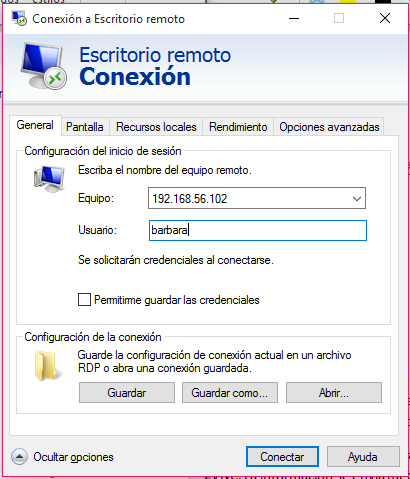 Conexión a Escritorio remoto
Escritorio remoto
Conexión
General Pantalla Recursos locales Rendimiento Opciones avanzadas
Configuración del inicio de sesión
Escriba el nombre del equipo remoto.
Equipo: 192.168.56.102
Usuario: barbara
Se solicitarán credenciales al conectarse.
Permitirme guardar las credenciales
Configuración de la conexión
Guarde la configuración de conexión actual en un archivo
RDP o abra una conexión guardada.
Guardar Guardar como... Abrir...
Ocultar opciones Conectar Ayuda